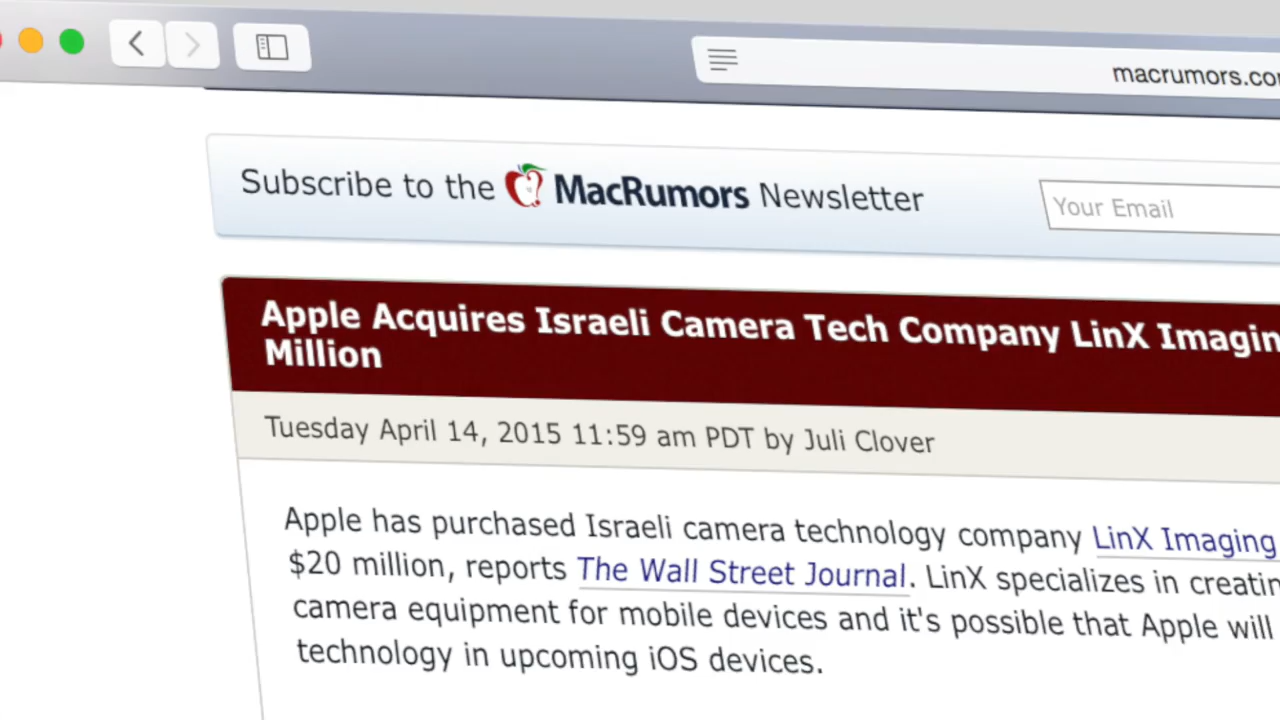 macrumors.co
Subscribe to the MacRumors Newsletter
Your Email
Apple Acquires Israeli Camera Tech Company LinX Imagin
Million
Tuesday April 14, 2015 11:59 am PDT by Juli Clover
Apple has purchased Israeli camera technology company LinX Imaging
$20 million, reports The Wall Street Journal. LinX specializes in creatin
camera equipment for mobile devices and it's possible that Apple will
technology in upcoming iOS devices.